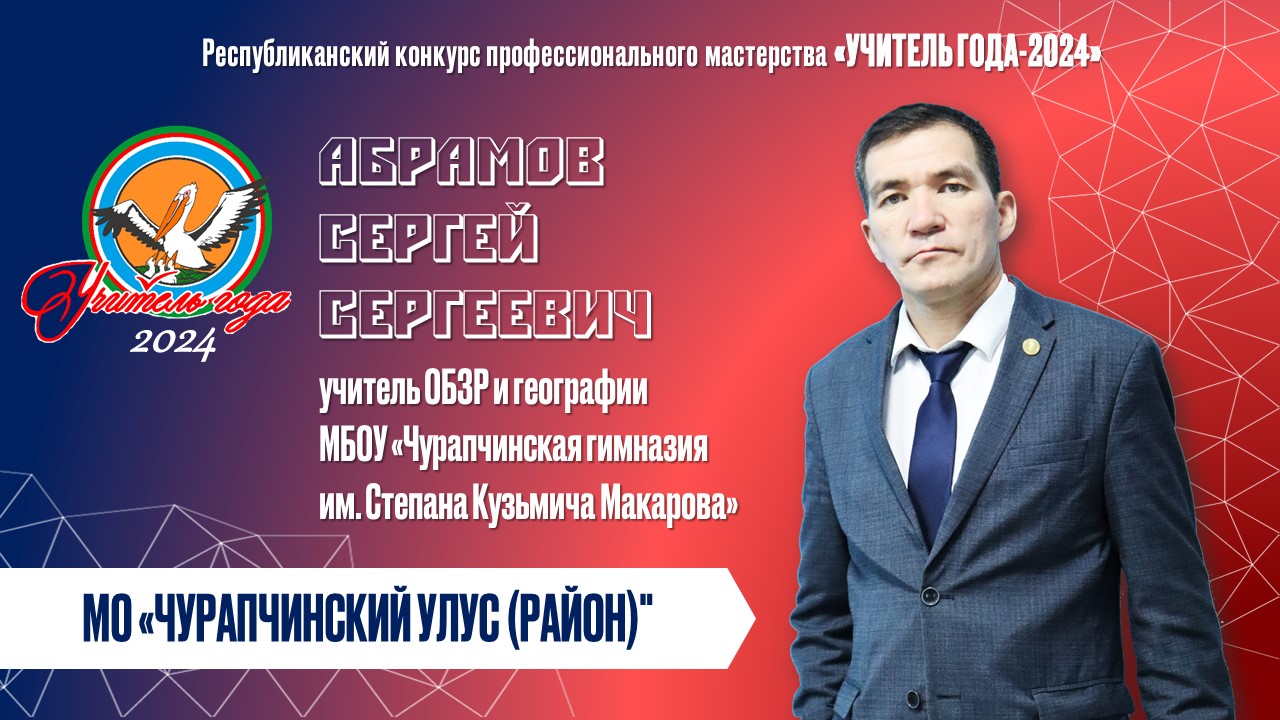 Республиканский конкурс профессионального мастерства «УЧИТЕЛЬ ГОДА-2024»
Учитель года
2024
АБРАМОВ
СЕРГЕЙ
СЕРГЕЕВИЧ
учитель ОБЗР и географии
МБОУ «Чурапчинская гимназия
им. Степана Кузьмича Макарова»
МО «ЧУРАПЧИНСКИЙ УЛУС (РАЙОН)"